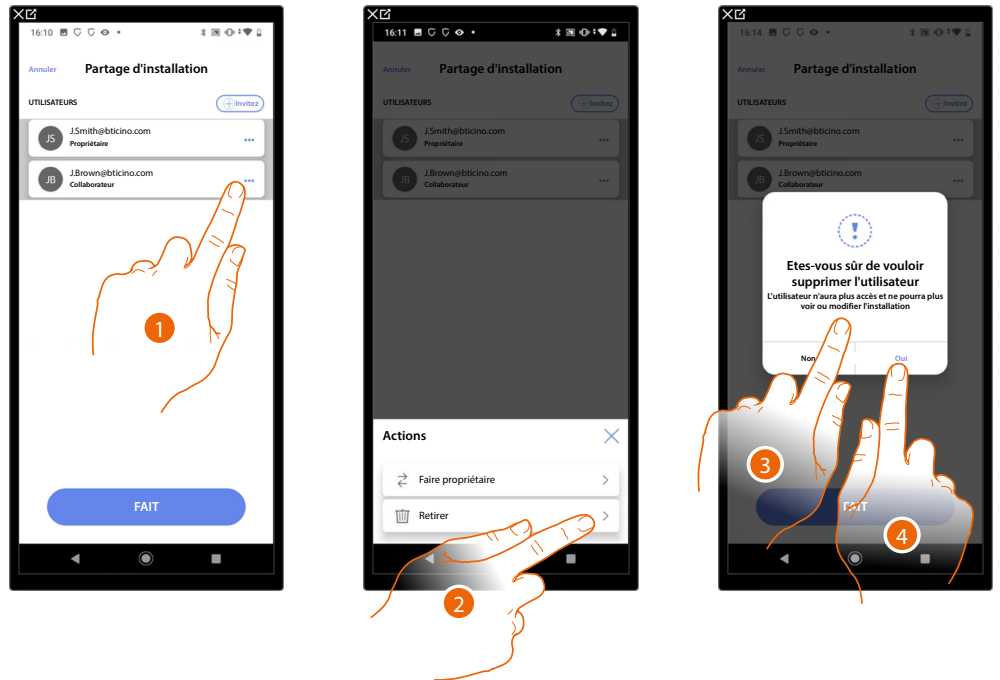 16:10
Annuler Partage d'installation
UTILISATEURS Invitez
JS J.Smith@bticino.com
Propriétaire
JB J.Brown@bticino.com
Collaborateur
1
FAIT
16:11
Annuler Partage d'installation
UTILISATEURS Invitez
JS J.Smith@bticino.com
Propriétaire
JB J.Brown@bticino.com
Collaborateur
Actions
Faire propriétaire
Retirer
2
16:14
Annuler Partage d'installation
UTILISATEURS Invitez
JS J.Smith@bticino.com
Propriétaire
JB J.Brown@bticino.com
Collaborateur
Etes-vous sûr de vouloir
supprimer l'utilisateur
L'utilisateur n'aura plus accès et ne pourra plus
voir ou modifier l'installation
Non Oui
3
FAIT
4